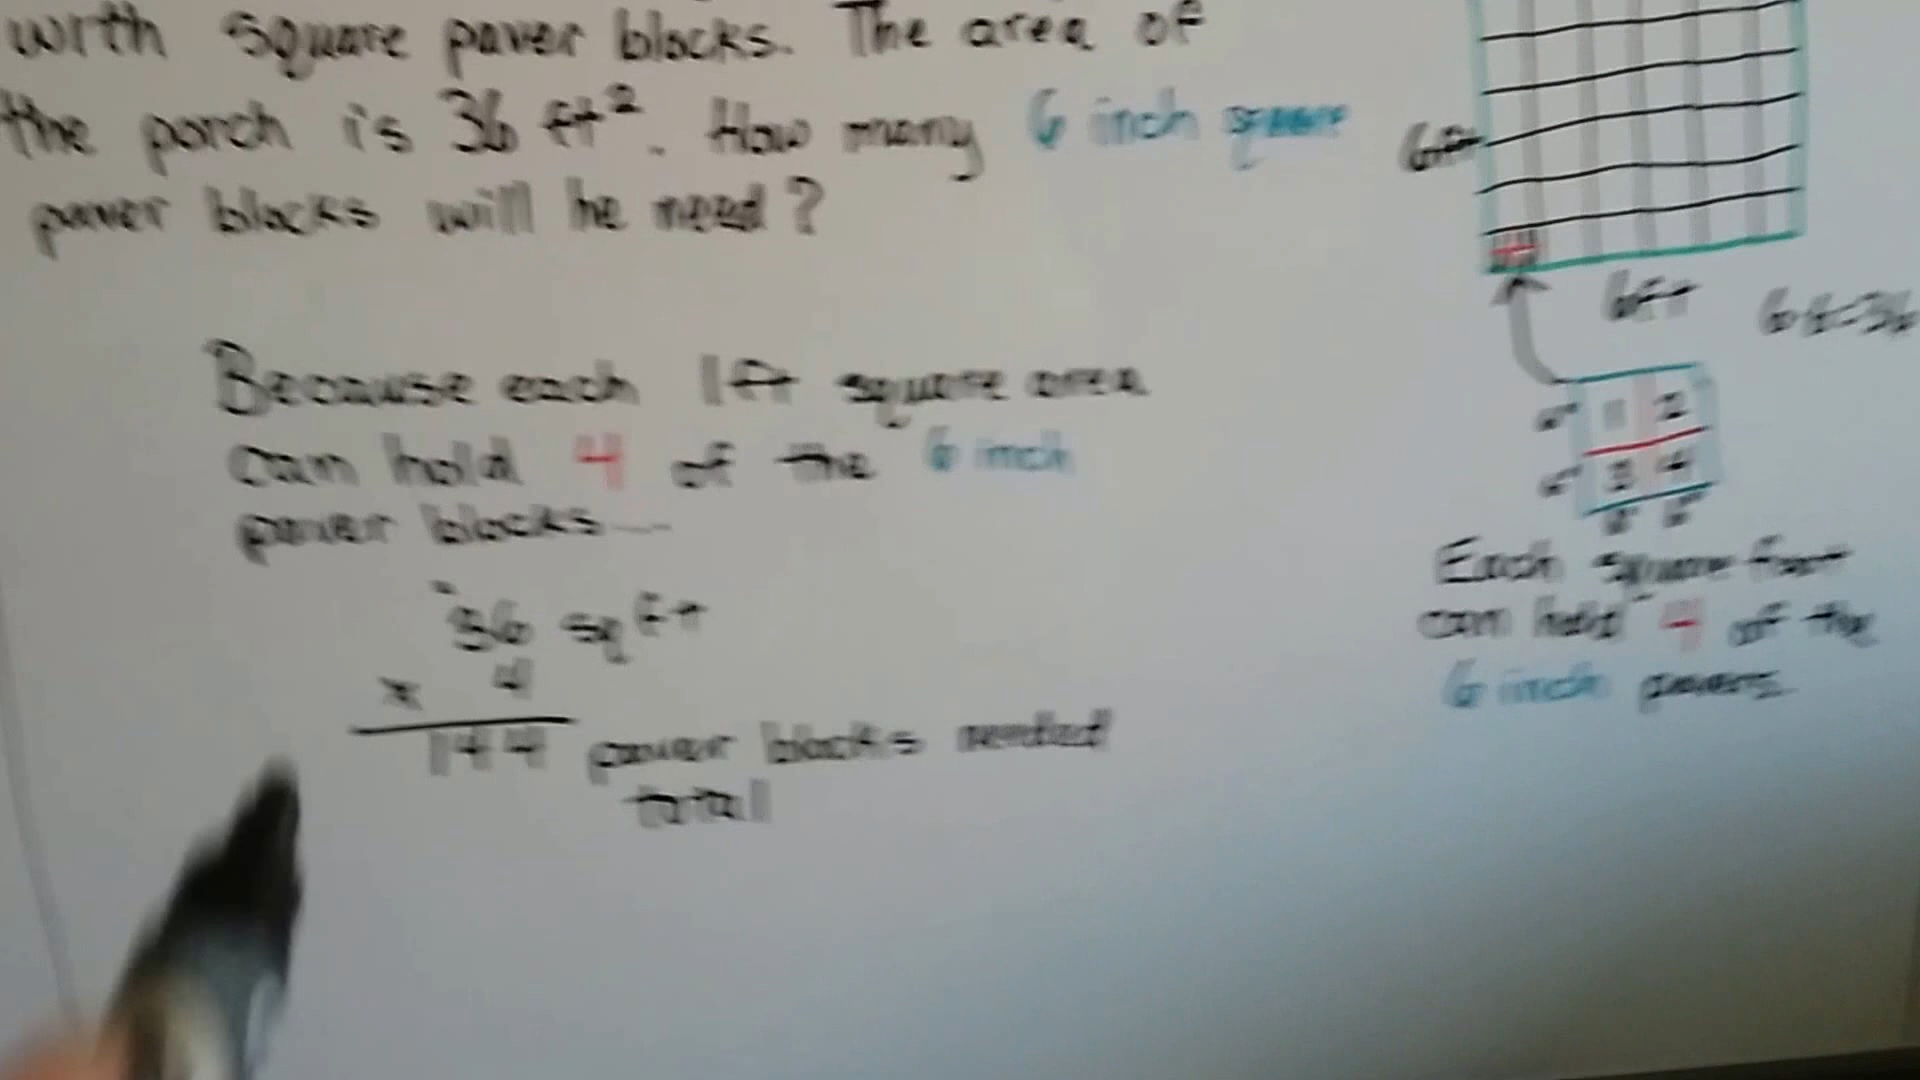 with square paver blocks. The area of
the porch is 36 ft². How many 6 inch square
paver blocks will he need?
Because each 1ft square area
can hold 4 of the 6 inch
paver blocks...
36 sq ft
x 4
144 paver blocks needed
total
6ft
6ft
6·6=36
1 2
3 4
Each square foot
can hold 4 of the
6 inch pavers.